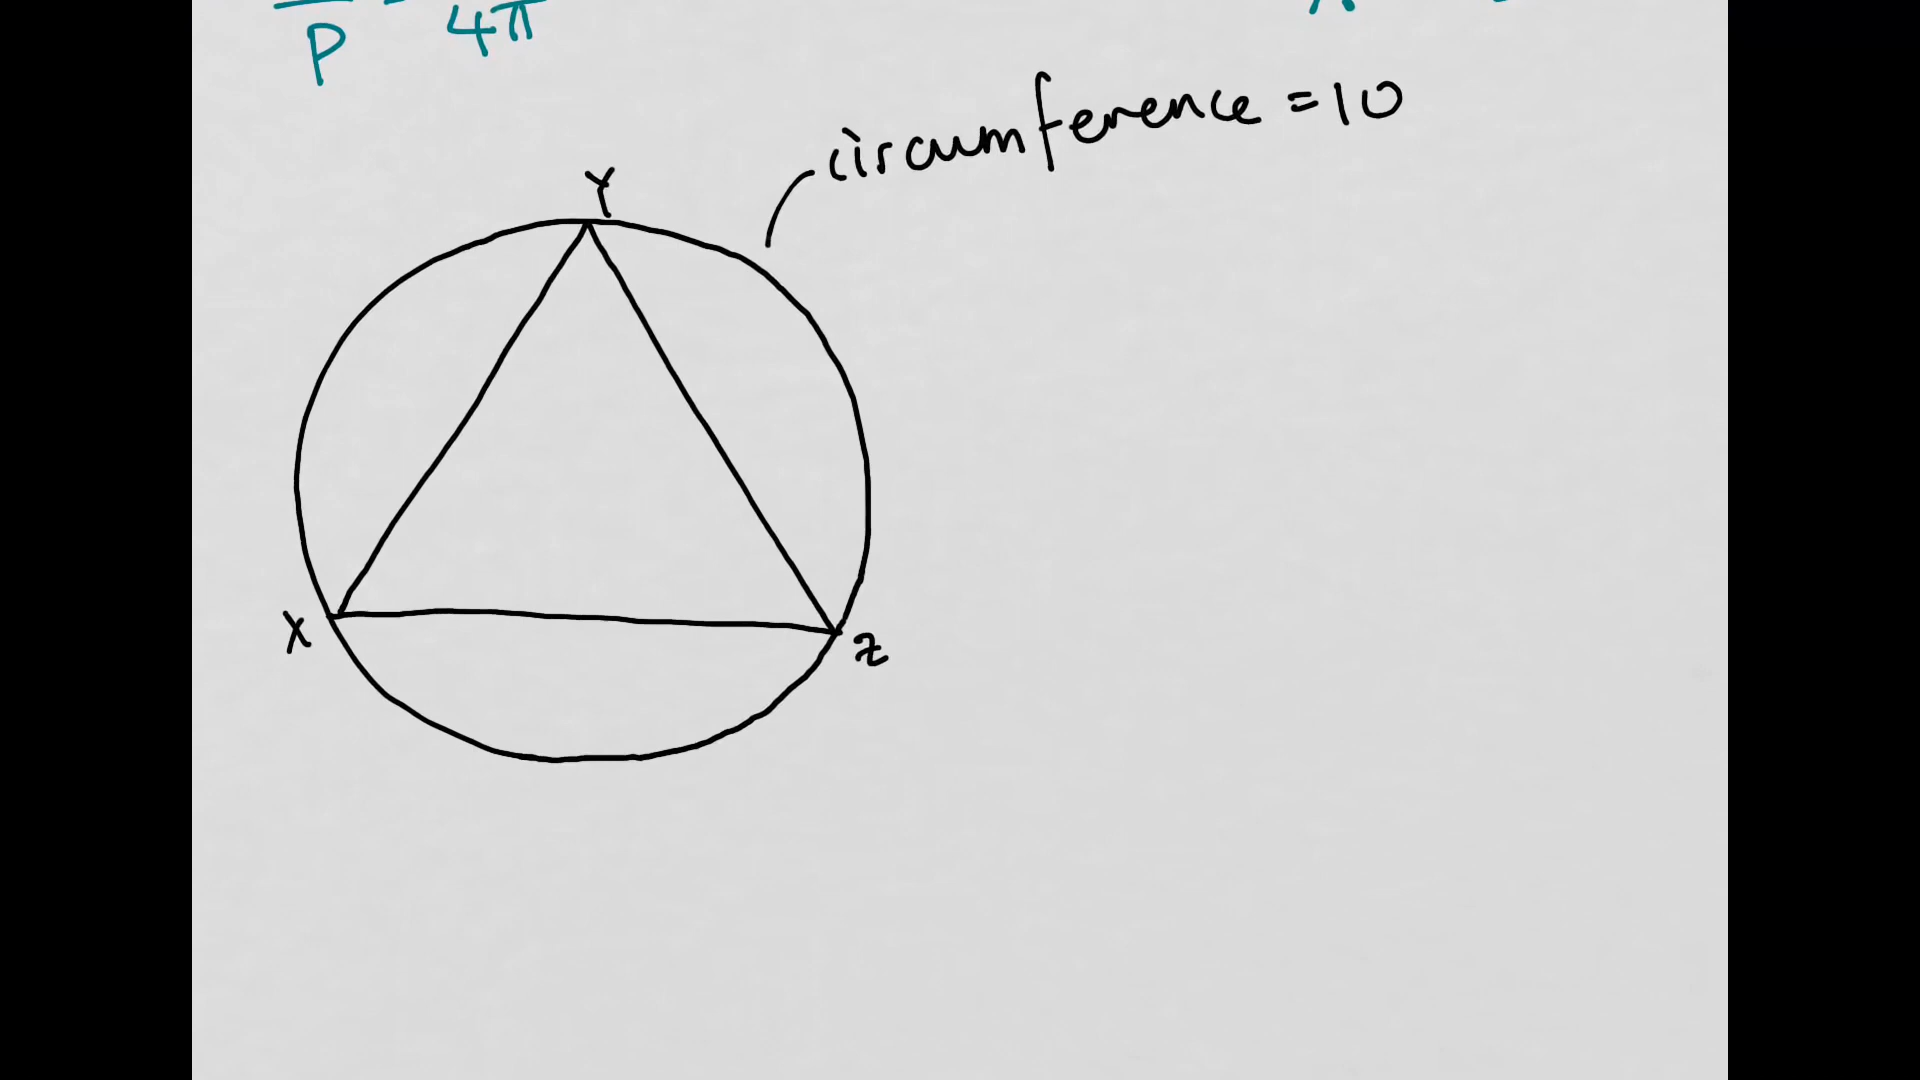 P
4π
circumference = 10
Y
X
Z